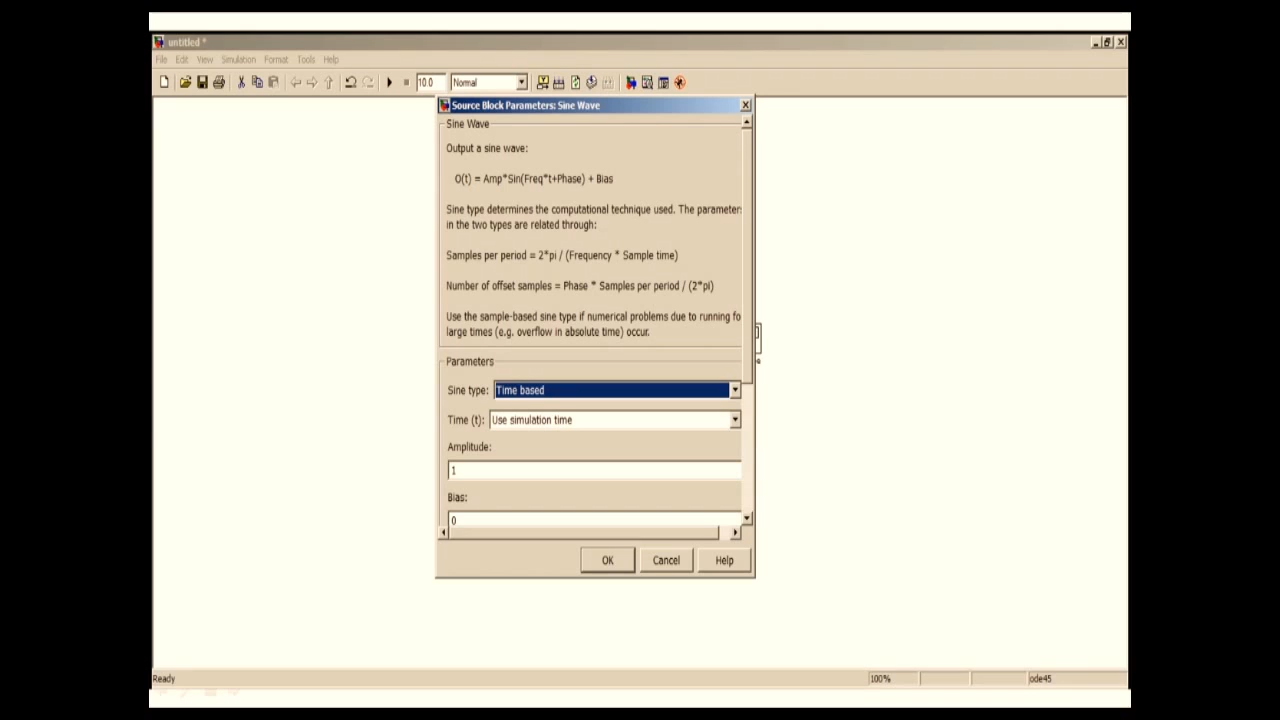 untitled *
File Edit View Simulation Format Tools Help
10.0 Normal
Source Block Parameters: Sine Wave
Sine Wave
Output a sine wave:
O(t) = Amp*Sin(Freq*t+Phase) + Bias
Sine type determines the computational technique used. The parameters
in the two types are related through:
Samples per period = 2*pi / (Frequency * Sample time)
Number of offset samples = Phase * Samples per period / (2*pi)
Use the sample-based sine type if numerical problems due to running fo
large times (e.g. overflow in absolute time) occur.
Parameters
Sine type: Time based
Time (t): Use simulation time
Amplitude:
1
Bias:
0
OK Cancel Help
Ready 100% ode45